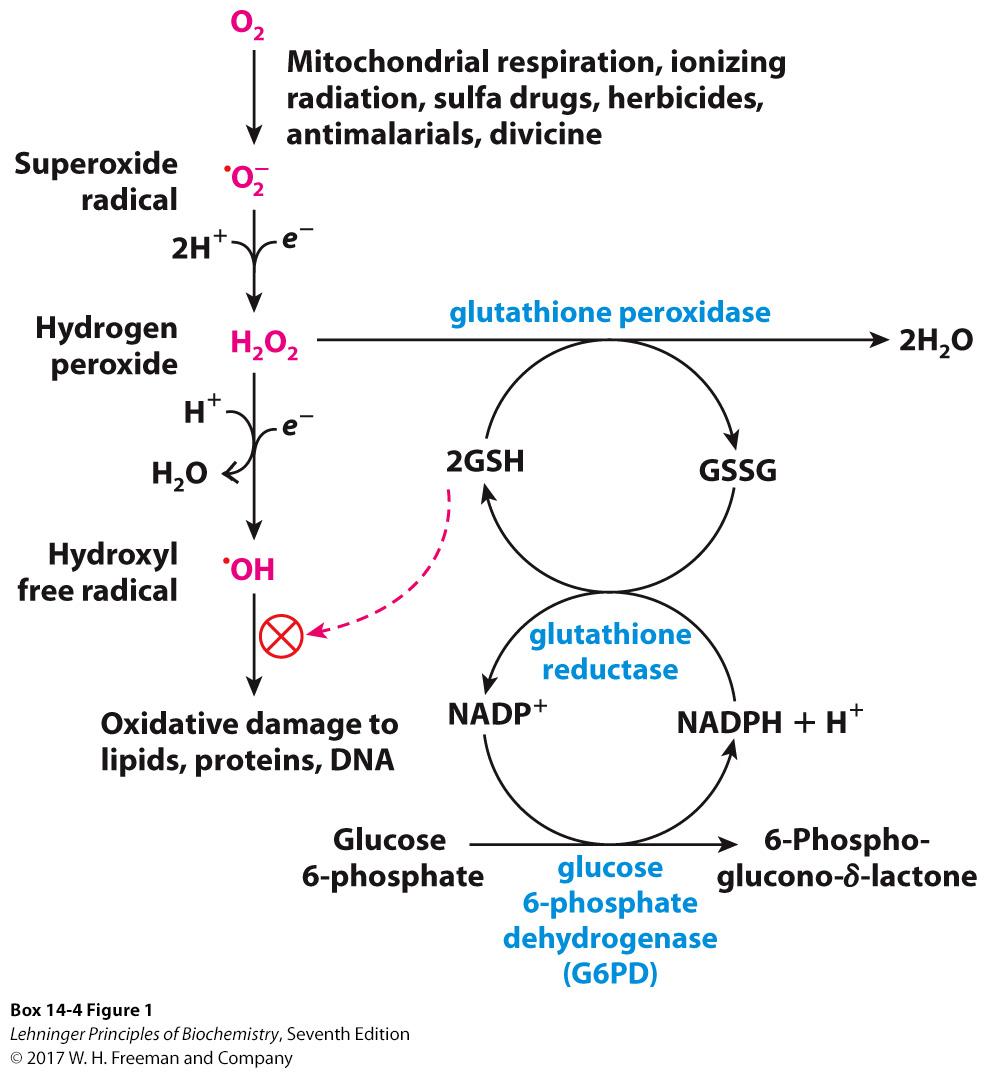 O₂
Mitochondrial respiration, ionizing
radiation, sulfa drugs, herbicides,
antimalarials, divicine
Superoxide
radical
•O₂⁻
2H⁺
e⁻
Hydrogen
peroxide
H₂O₂
glutathione peroxidase
2H₂O
H⁺
e⁻
H₂O
2GSH
GSSG
Hydroxyl
free radical
•OH
glutathione
reductase
NADP⁺
NADPH + H⁺
Oxidative damage to
lipids, proteins, DNA
Glucose
6-phosphate
glucose
6-phosphate
dehydrogenase
(G6PD)
6-Phospho-
glucono-δ-lactone
Box 14-4 Figure 1
Lehninger Principles of Biochemistry, Seventh Edition
© 2017 W. H. Freeman and Company